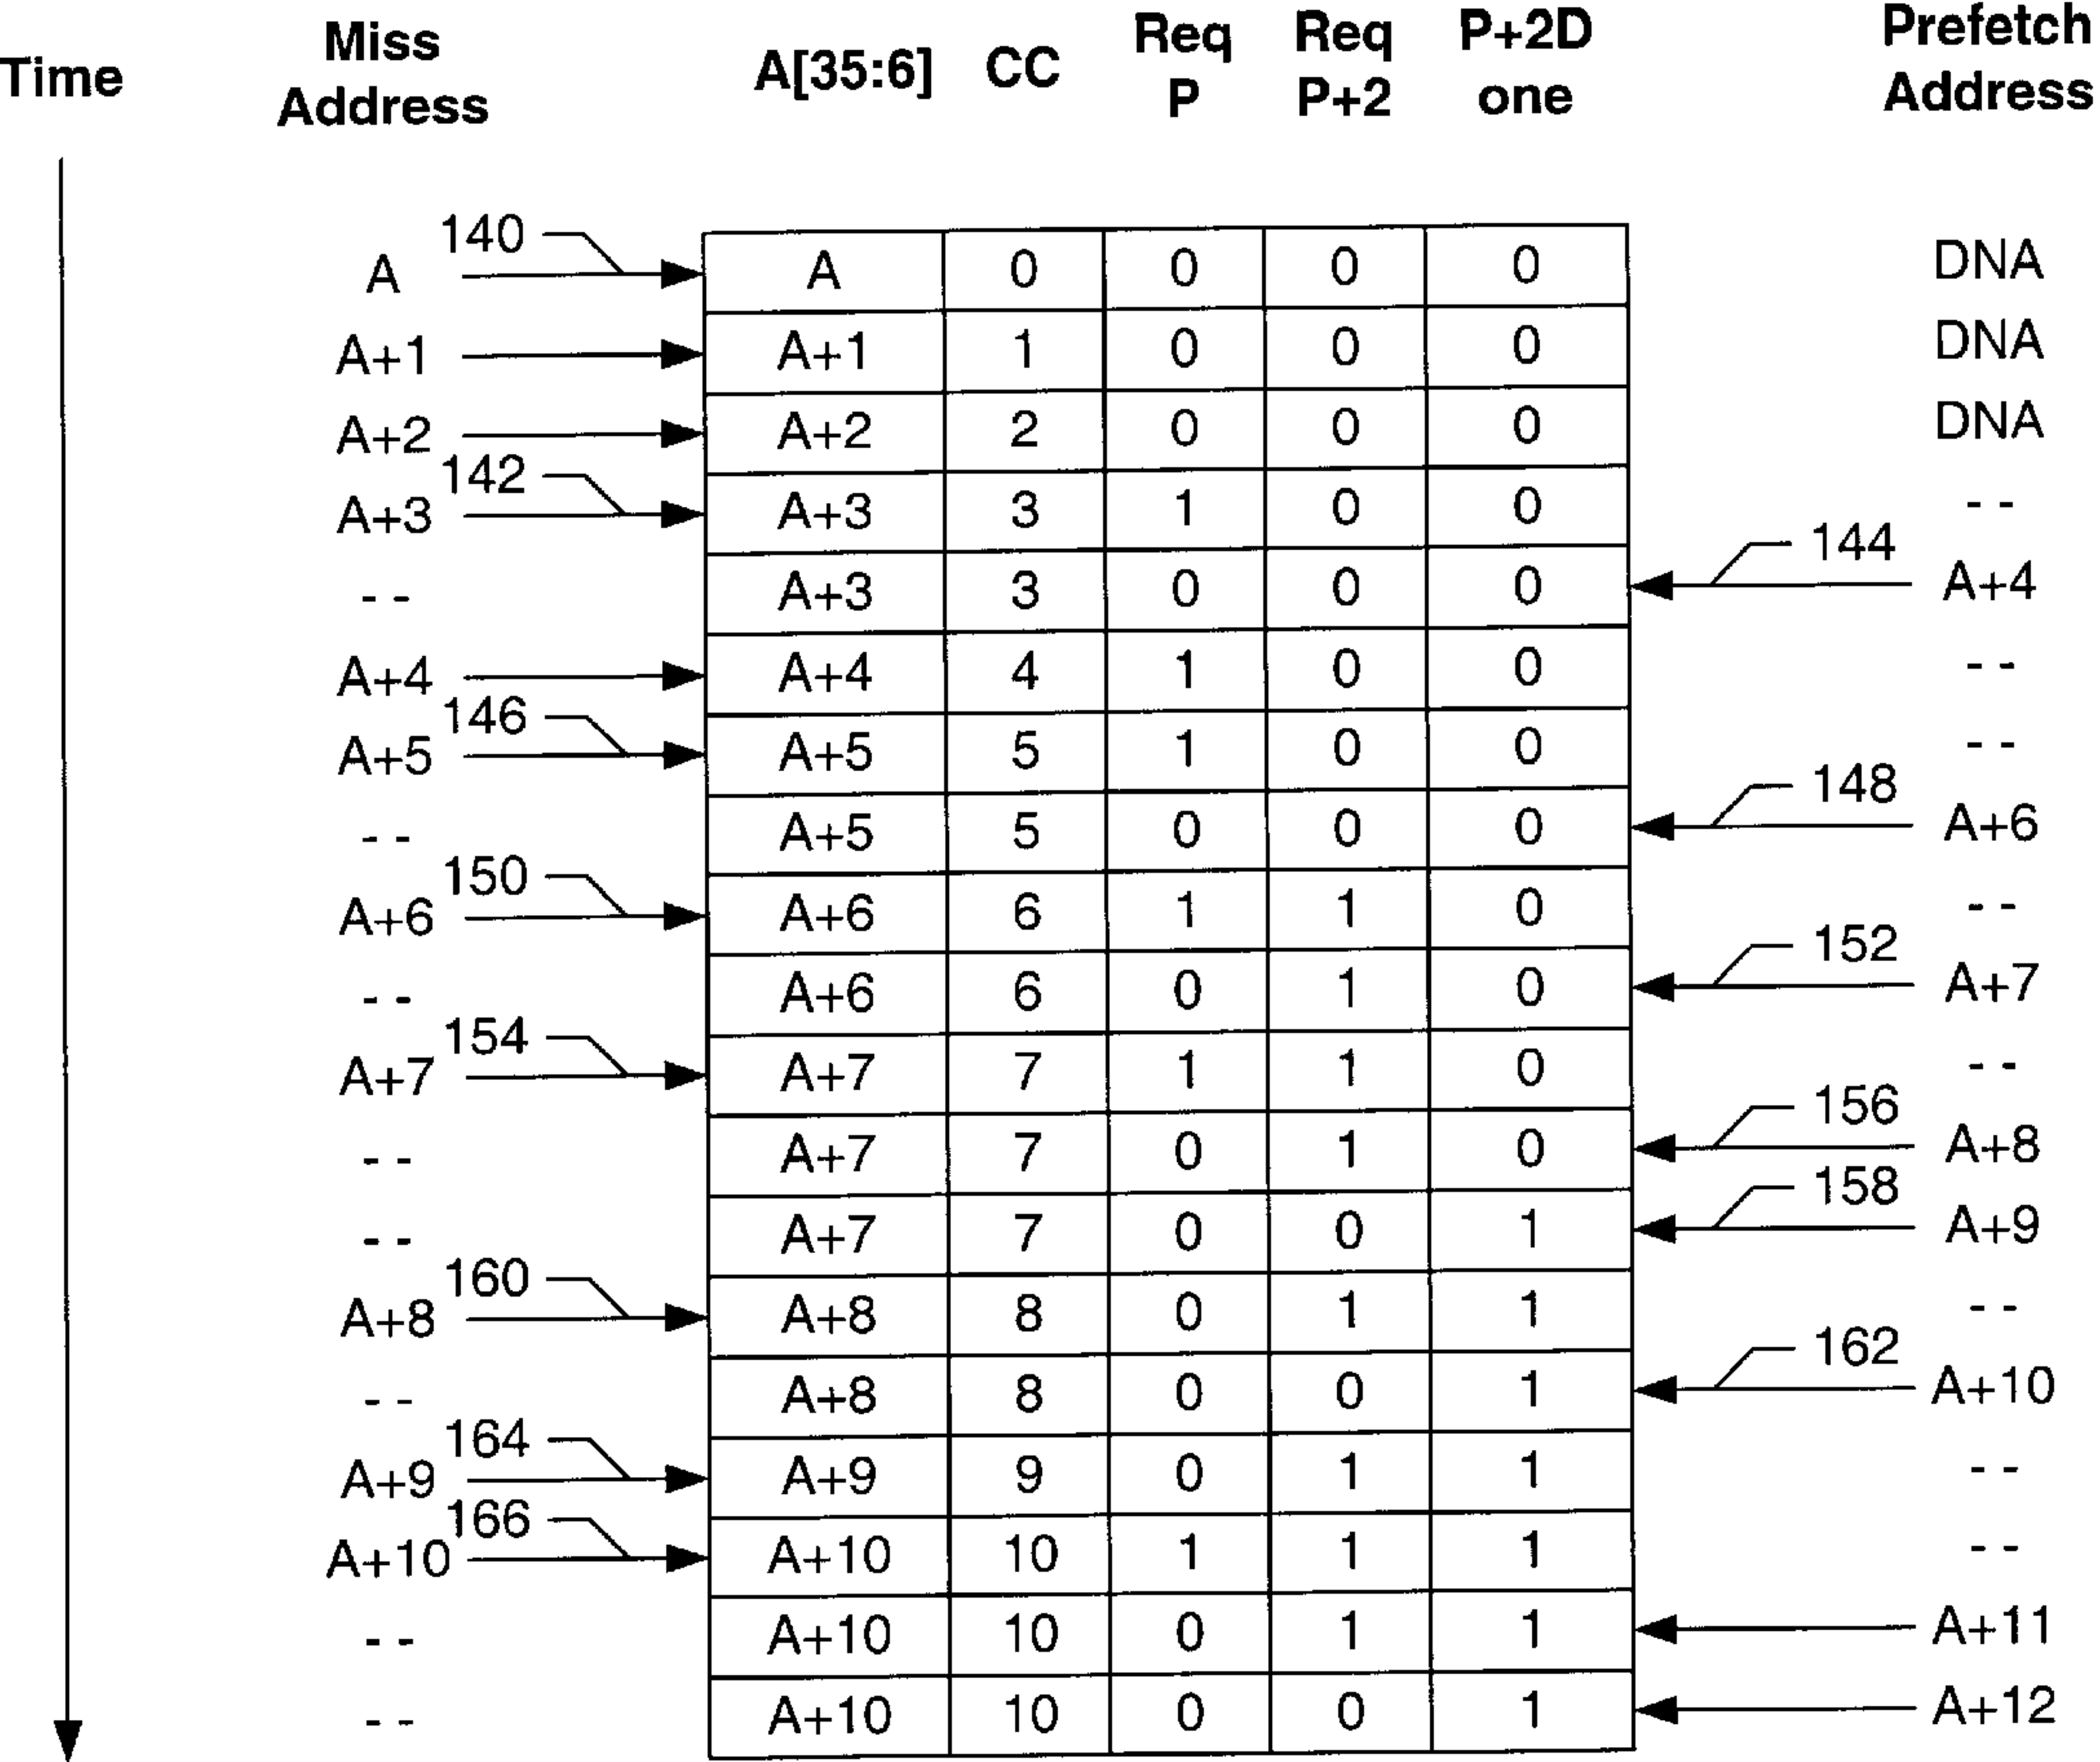 Time Miss Address A[35:6] CC Req P Req P+2 P+2D one Prefetch Address
140
A A 0 0 0 0 DNA
A+1 A+1 1 0 0 0 DNA
A+2 A+2 2 0 0 0 DNA
142
A+3 A+3 3 1 0 0 --
144
-- A+3 3 0 0 0 A+4
A+4 A+4 4 1 0 0 --
146
A+5 A+5 5 1 0 0 --
148
-- A+5 5 0 0 0 A+6
150
A+6 A+6 6 1 1 0 --
152
-- A+6 6 0 1 0 A+7
154
A+7 A+7 7 1 1 0 --
156
-- A+7 7 0 1 0 A+8
158
-- A+7 7 0 0 1 A+9
160
A+8 A+8 8 0 1 1 --
162
-- A+8 8 0 0 1 A+10
164
A+9 A+9 9 0 1 1 --
166
A+10 A+10 10 1 1 1 --
-- A+10 10 0 1 1 A+11
-- A+10 10 0 0 1 A+12